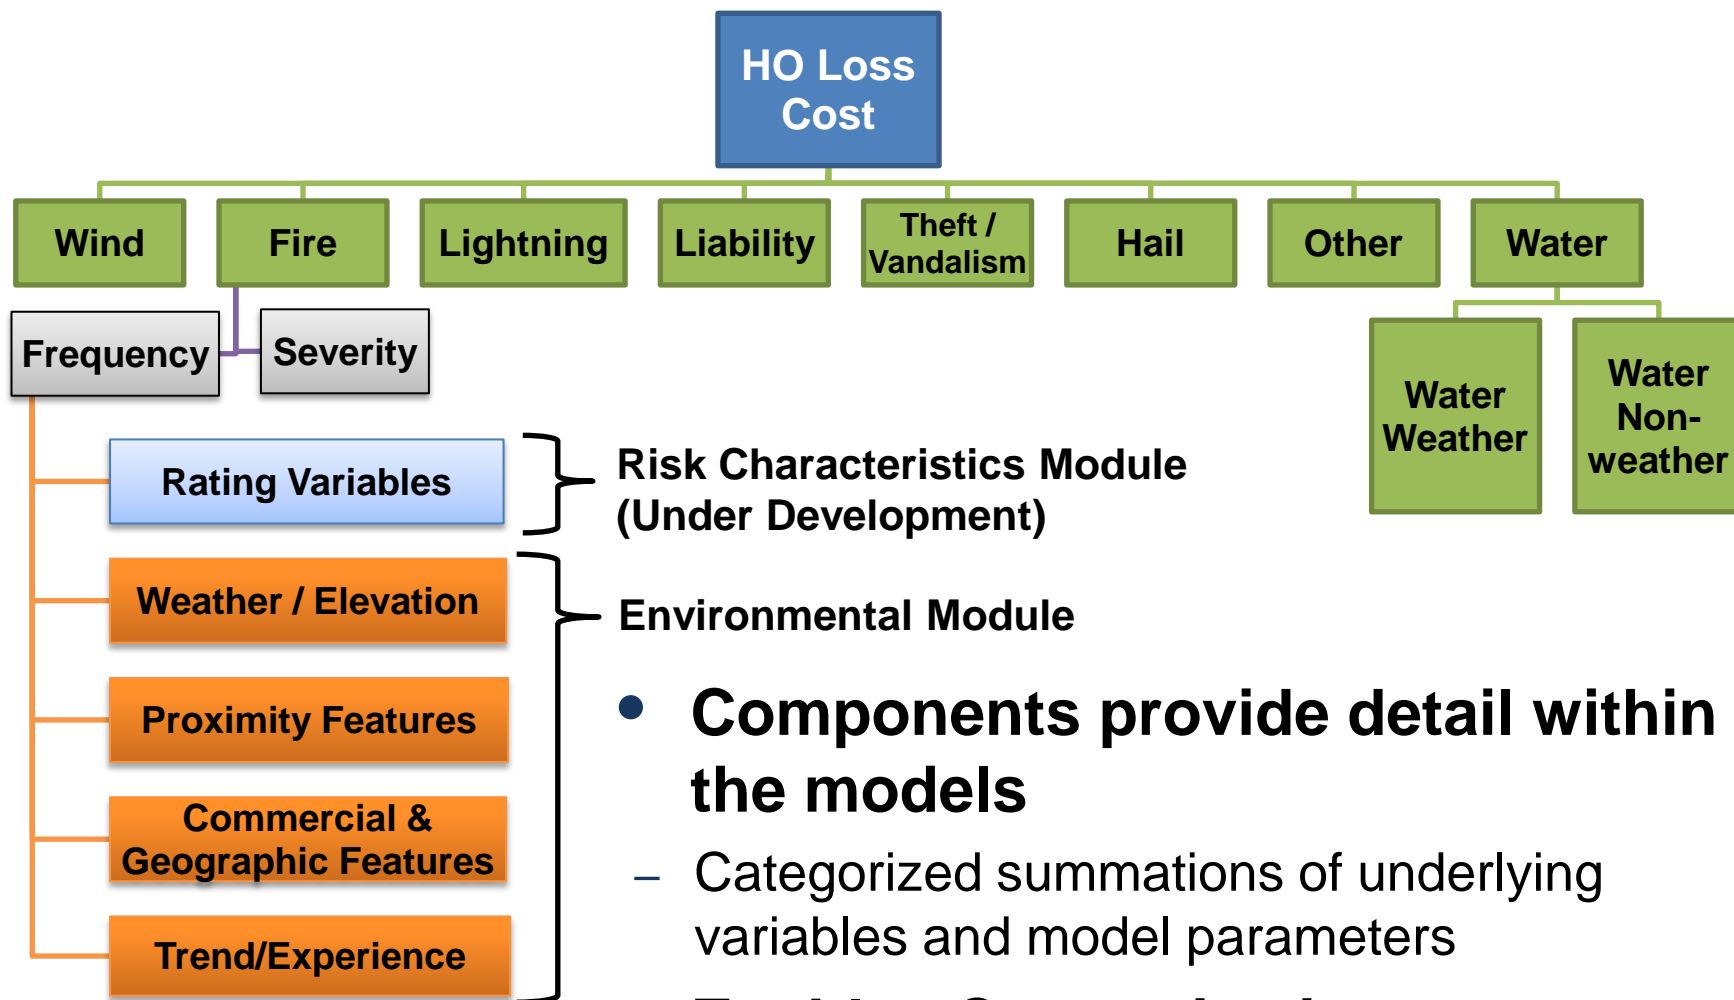 HO Loss
Cost
Wind
Fire
Lightning
Liability
Theft /
Vandalism
Hail
Other
Water
Frequency
Severity
Water
Weather
Water
Non-
weather
Rating Variables
Risk Characteristics Module
(Under Development)
Weather / Elevation
Environmental Module
Proximity Features
Commercial &
Geographic Features
Trend/Experience
• Components provide detail within
the models
– Categorized summations of underlying
variables and model parameters